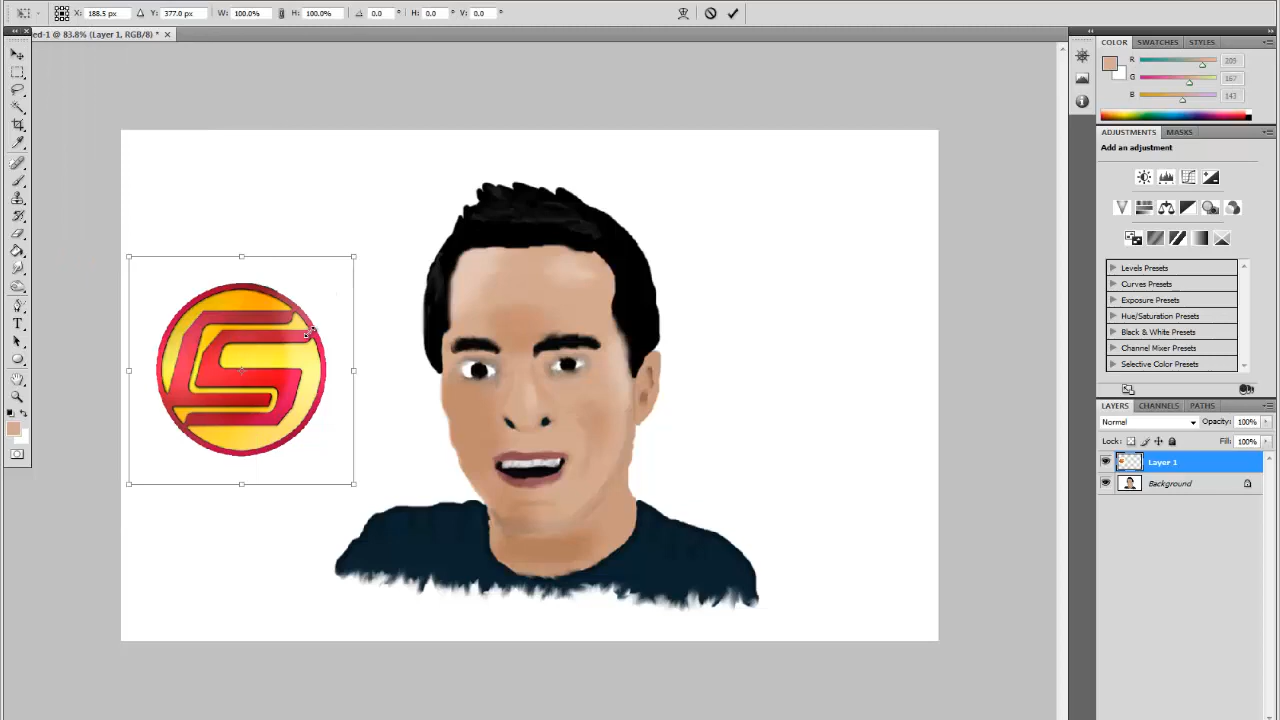 X: 188.5 px Y: 377.0 px W: 100.0% H: 100.0% 0.0 ° H: 0.0 ° V: 0.0 °
ed-1 @ 83.8% (Layer 1, RGB/8) * ×
COLOR SWATCHES STYLES
R 209
G 167
B 143
ADJUSTMENTS MASKS
Add an adjustment
Levels Presets
Curves Presets
Exposure Presets
Hue/Saturation Presets
Black & White Presets
Channel Mixer Presets
Selective Color Presets
LAYERS CHANNELS PATHS
Normal Opacity: 100%
Lock: Fill: 100%
Layer 1
Background